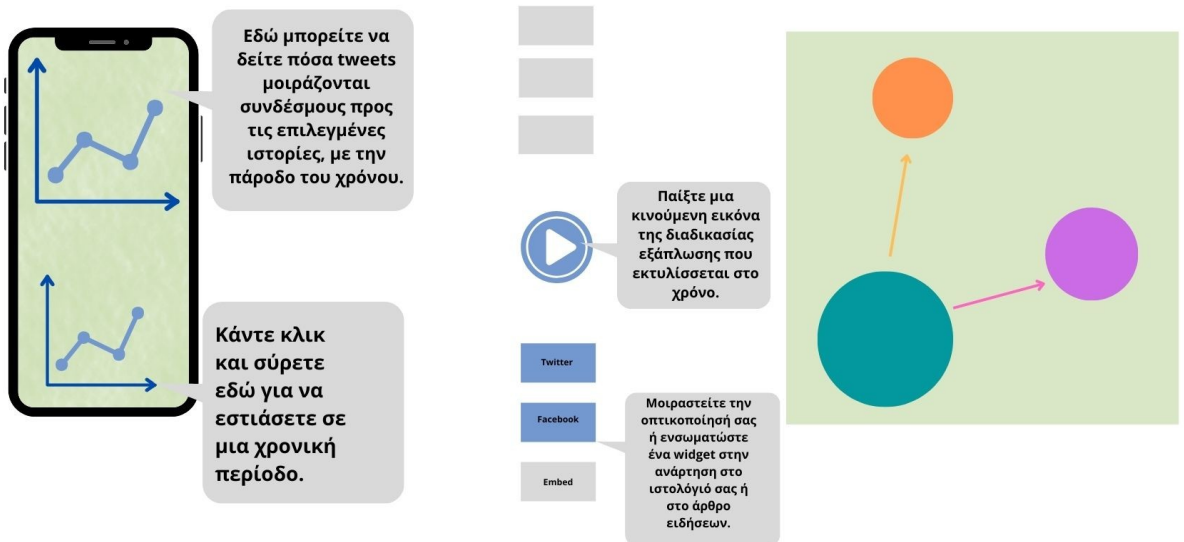 Εδώ μπορείτε να
δείτε πόσα tweets
μοιράζονται
συνδέσμους προς
τις επιλεγμένες
ιστορίες, με την
πάροδο του χρόνου.
Κάντε κλικ
και σύρετε
εδώ για να
εστιάσετε σε
μια χρονική
περίοδο.
Παίξτε μια
κινούμενη εικόνα
της διαδικασίας
εξάπλωσης που
εκτυλίσσεται στο
χρόνο.
Twitter
Facebook
Embed
Μοιραστείτε την
οπτικοποίησή σας
ή ενσωματώστε
ένα widget στην
ανάρτηση στο
ιστολόγιό σας ή
στο άρθρο
ειδήσεων.